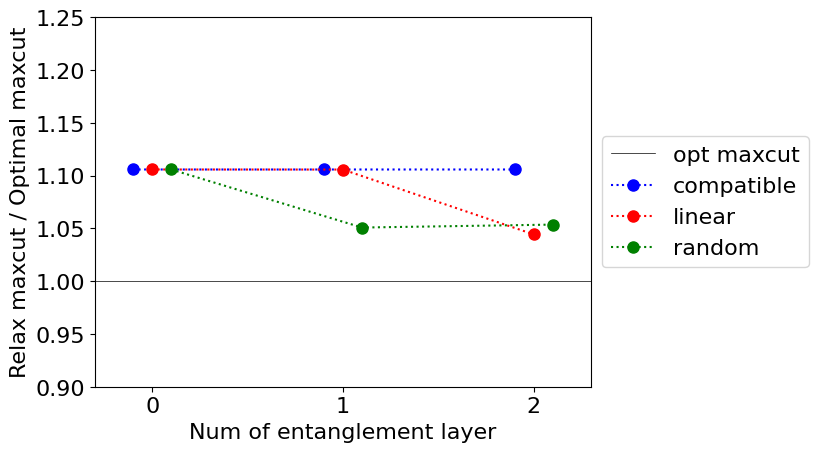 Relax maxcut / Optimal maxcut
1.25
1.20
1.15
1.10
1.05
1.00
0.95
0.90
0
1
2
Num of entanglement layer
opt maxcut
compatible
linear
random